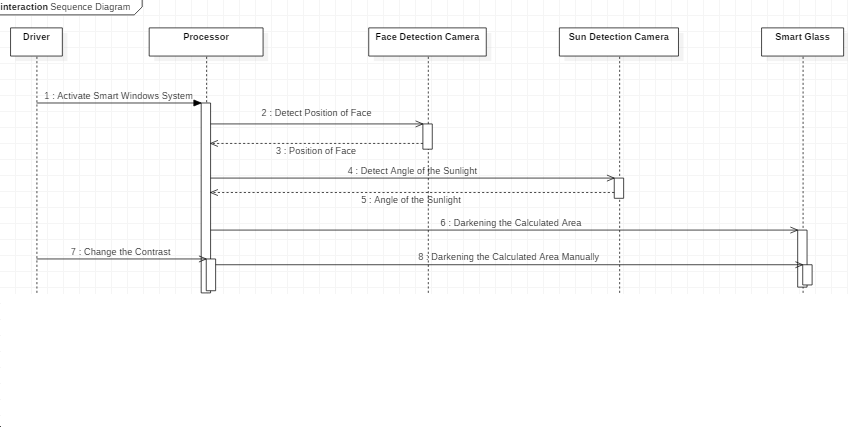 interaction Sequence Diagram
Driver
Processor
Face Detection Camera
Sun Detection Camera
Smart Glass
1 : Activate Smart Windows System
2 : Detect Position of Face
3 : Position of Face
4 : Detect Angle of the Sunlight
5 : Angle of the Sunlight
6 : Darkening the Calculated Area
7 : Change the Contrast
8 : Darkening the Calculated Area Manually